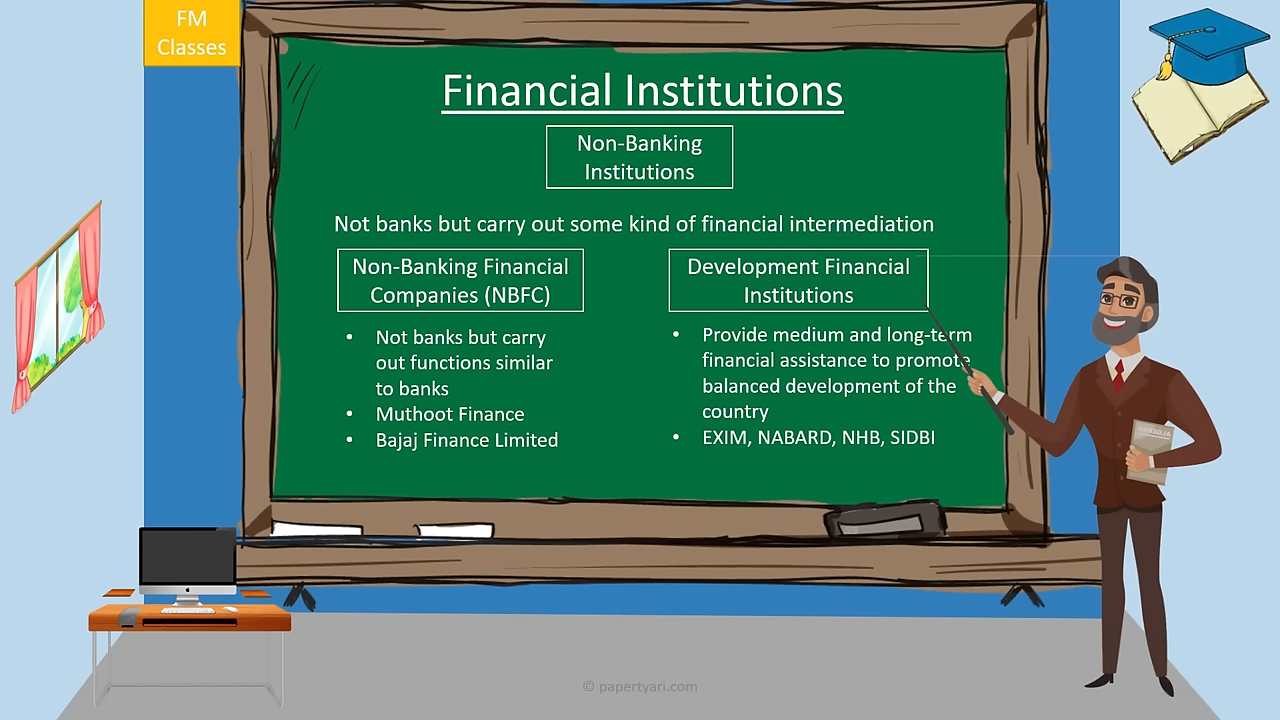 FM
Classes
Financial Institutions
Non-Banking
Institutions
Not banks but carry out some kind of financial intermediation
Non-Banking Financial
Companies (NBFC)
• Not banks but carry
out functions similar
to banks
• Muthoot Finance
• Bajaj Finance Limited
Development Financial
Institutions
• Provide medium and long-term
financial assistance to promote
balanced development of the
country
• EXIM, NABARD, NHB, SIDBI
ALGEBRA
© papertyari.com